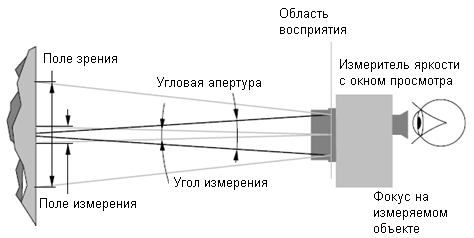 Область
восприятия
Поле зрения
Угловая апертура
Измеритель яркости
с окном просмотра
Угол измерения
Поле измерения
Фокус на
измеряемом
объекте